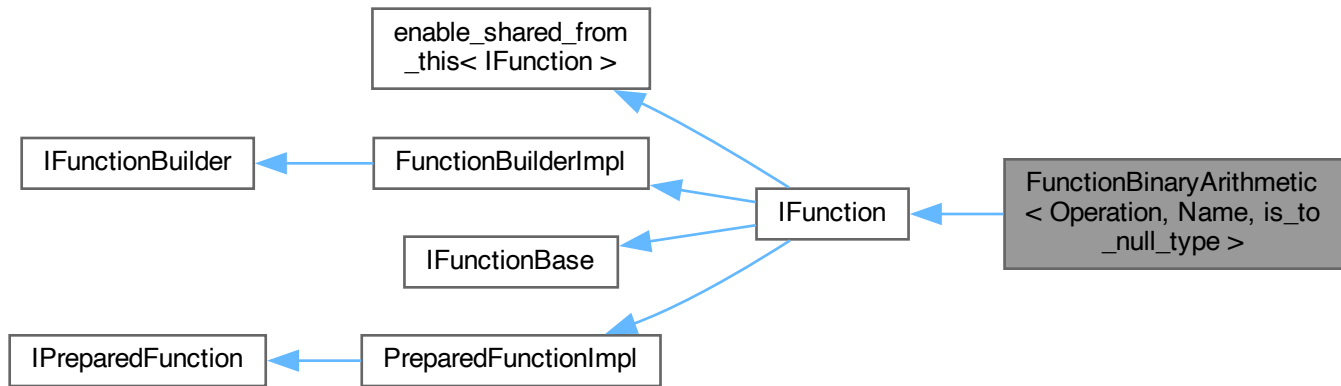 enable_shared_from
_this< IFunction >
IFunctionBuilder
FunctionBuilderImpl
FunctionBinaryArithmetic
< Operation, Name, is_to
_null_type >
IFunction
IFunctionBase
IPreparedFunction
PreparedFunctionImpl